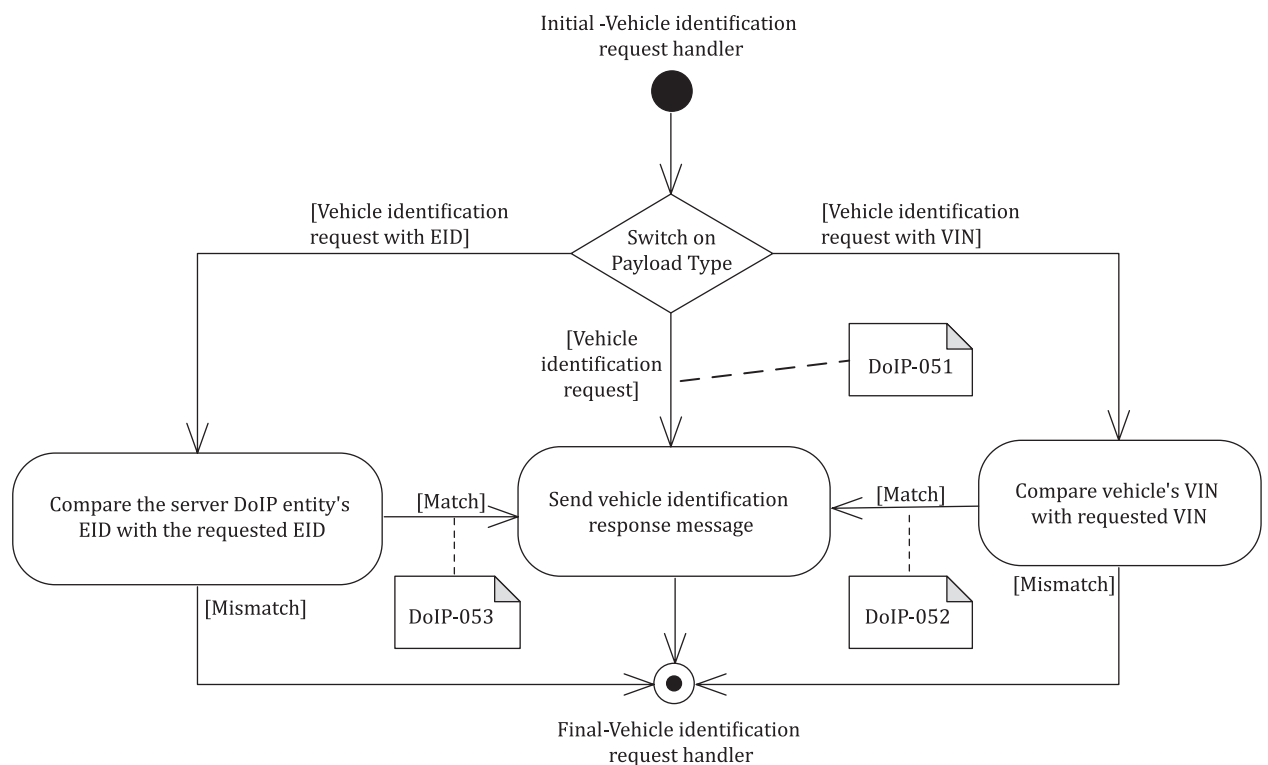 Initial -Vehicle identification
request handler
[Vehicle identification
request with EID]
Switch on
Payload Type
[Vehicle identification
request with VIN]
[Vehicle
identification
request]
DoIP-051
Compare the server DoIP entity's
EID with the requested EID
[Match]
Send vehicle identification
response message
[Match]
Compare vehicle's VIN
with requested VIN
[Mismatch]
DoIP-053
DoIP-052
[Mismatch]
Final-Vehicle identification
request handler